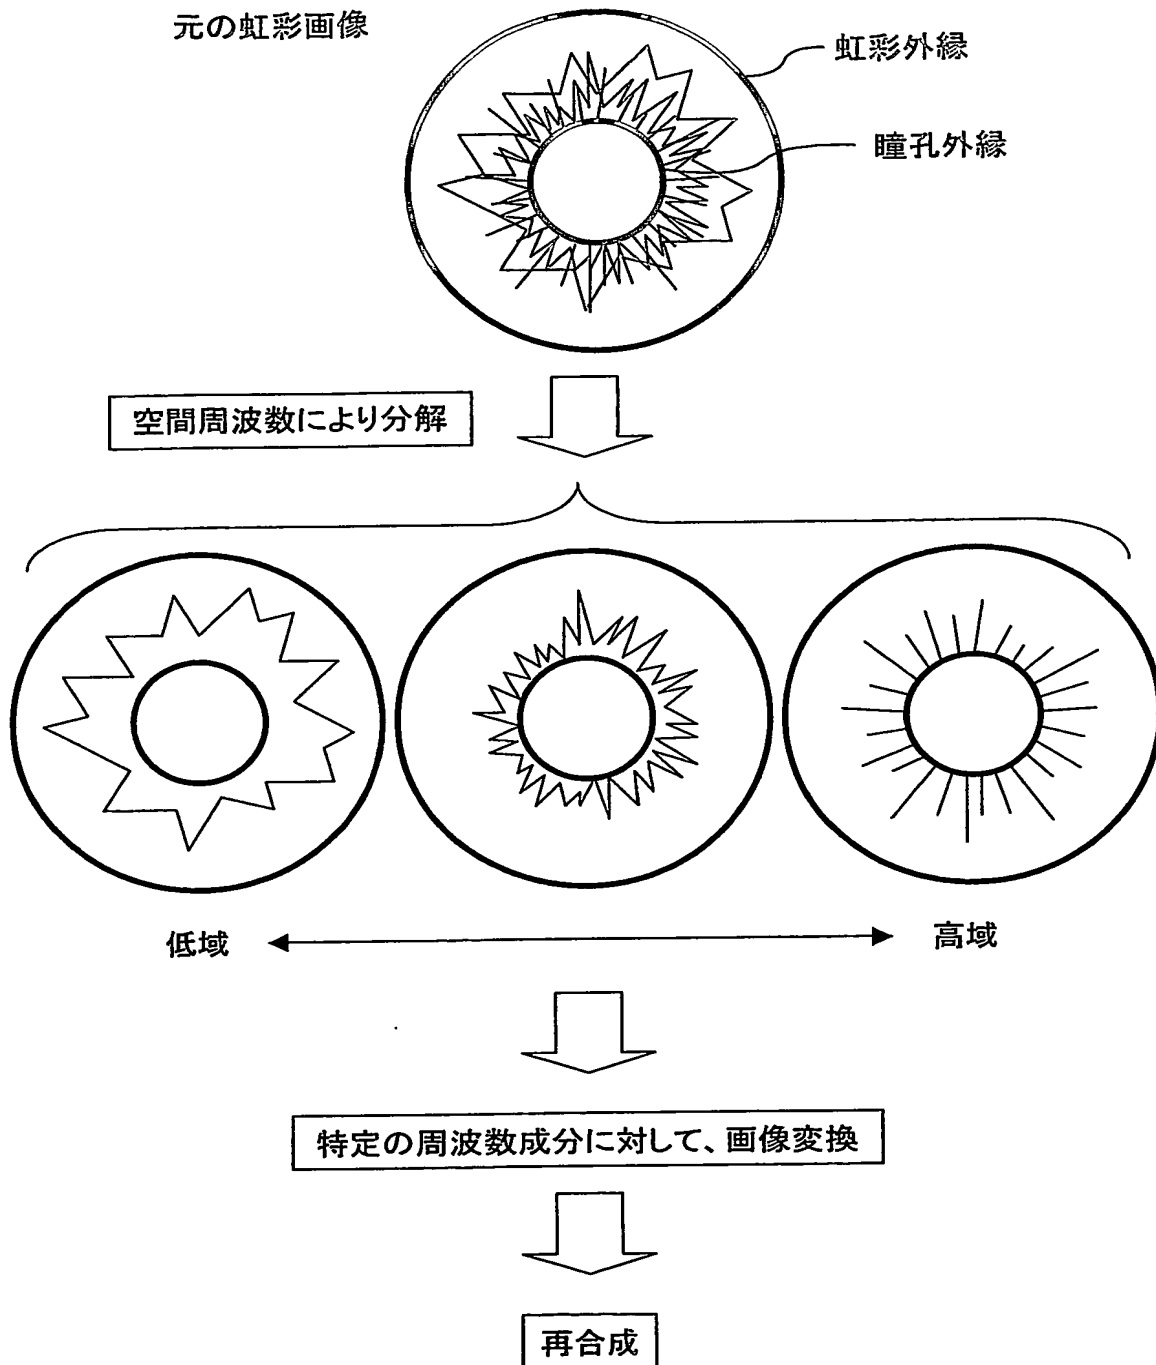 元の虹彩画像
虹彩外縁
瞳孔外縁
空間周波数により分解
低域
高域
特定の周波数成分に対して、画像変換
再合成